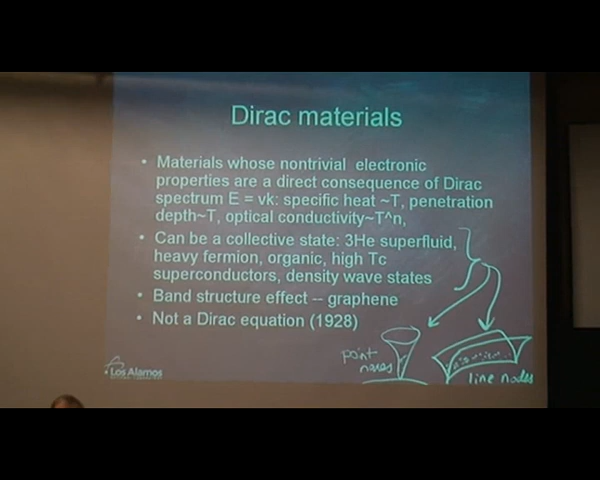 Dirac materials
• Materials whose nontrivial electronic
properties are a direct consequence of Dirac
spectrum E = vk: specific heat ~T, penetration
depth~T, optical conductivity~T^n,
• Can be a collective state: 3He superfluid,
heavy fermion, organic, high Tc
superconductors, density wave states
• Band structure effect -- graphene
• Not a Dirac equation (1928)
point
nodes
line nodes
Los Alamos